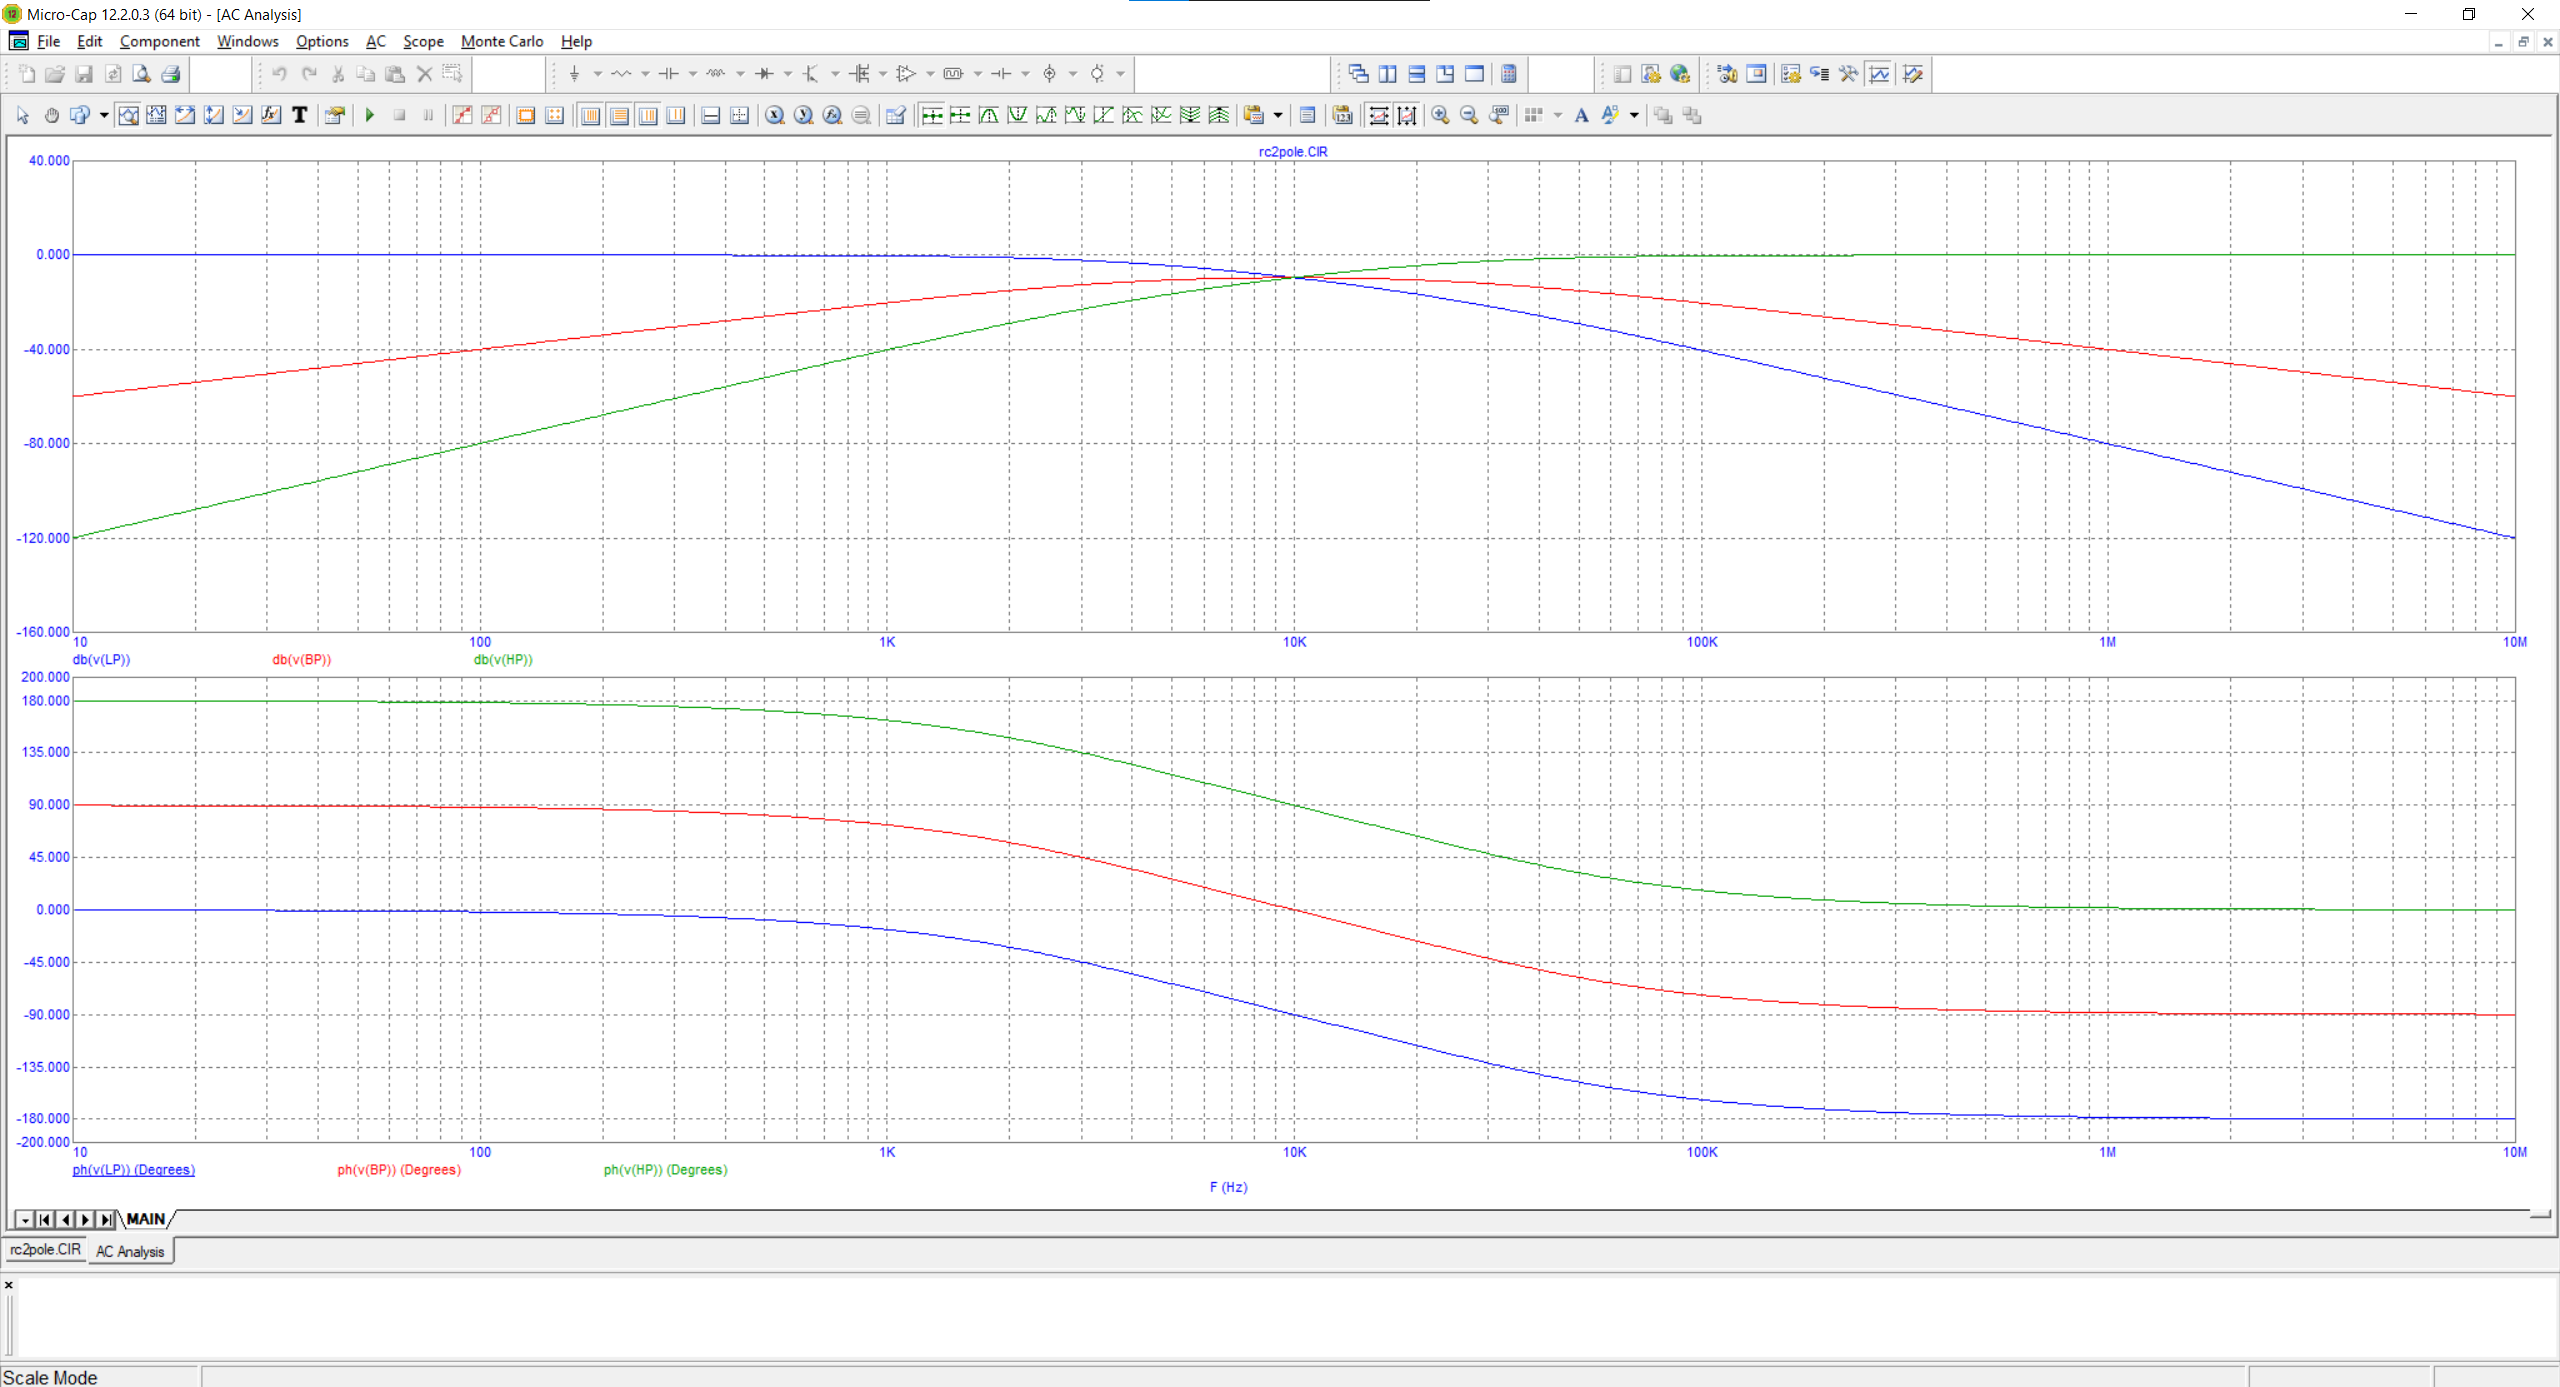 Micro-Cap 12.2.0.3 (64 bit) - [AC Analysis]
File Edit Component Windows Options AC Scope Monte Carlo Help
rc2pole.CIR
40.000
0.000
-40.000
-80.000
-120.000
-160.000
10 100 1K 10K 100K 1M 10M
db(v(LP)) db(v(BP)) db(v(HP))
200.000
180.000
135.000
90.000
45.000
0.000
-45.000
-90.000
-135.000
-180.000
-200.000
10 100 1K 10K 100K 1M 10M
ph(v(LP)) (Degrees) ph(v(BP)) (Degrees) ph(v(HP)) (Degrees)
F (Hz)
MAIN
rc2pole.CIR AC Analysis
Scale Mode